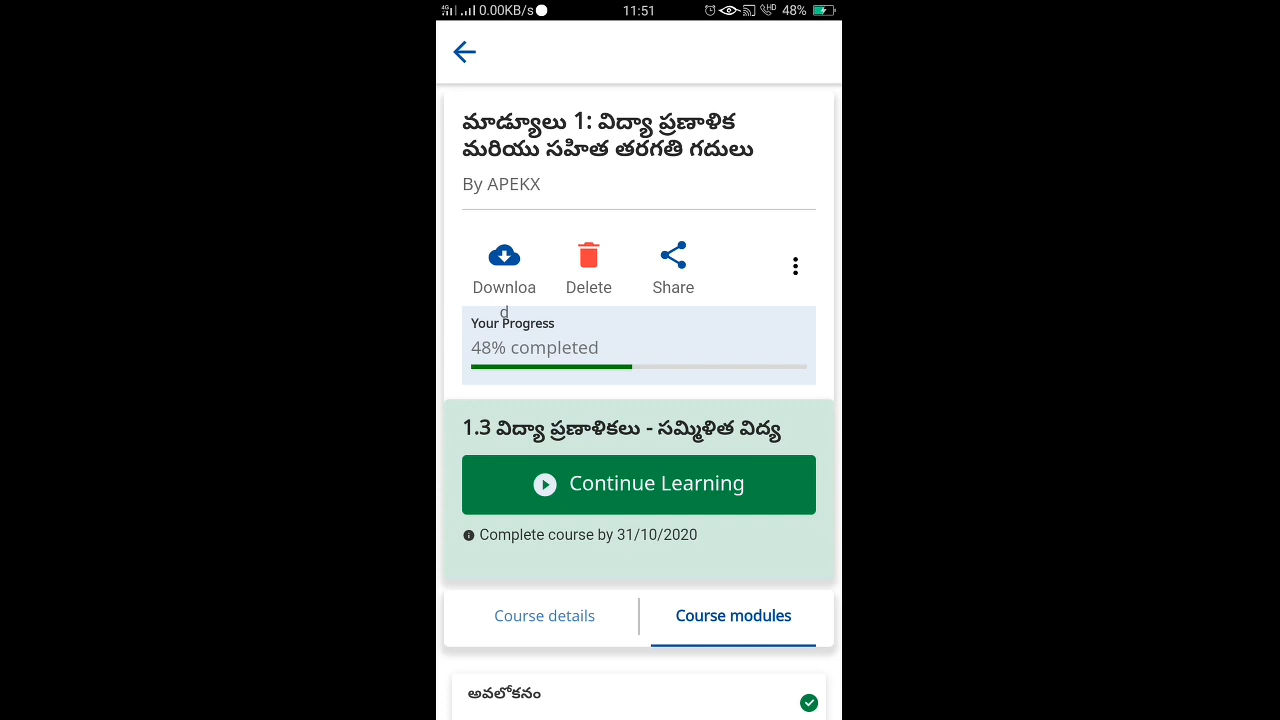 4G 0.00KB/s 11:51 HD 48%
మాడ్యూలు 1: విద్యా ప్రణాళిక
మరియు సహిత తరగతి గదులు
By APEKX
Downloa
d
Delete
Share
Your Progress
48% completed
1.3 విద్యా ప్రణాళికలు - సమ్మిళిత విద్య
Continue Learning
Complete course by 31/10/2020
Course details
Course modules
అవలోకనం